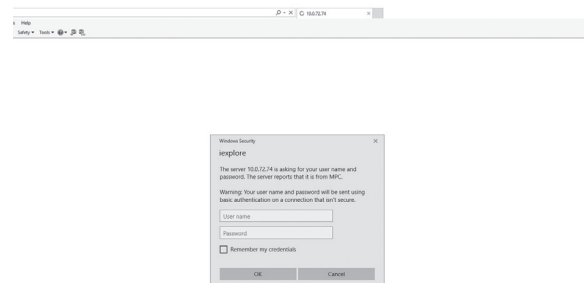 10.0.72.74
Help
Safety Tools
Windows Security
iexplore
The server 10.0.72.74 is asking for your user name and
password. The server reports that it is from MPC.
Warning: Your user name and password will be sent using
basic authentication on a connection that isn't secure.
User name
Password
Remember my credentials
OK Cancel